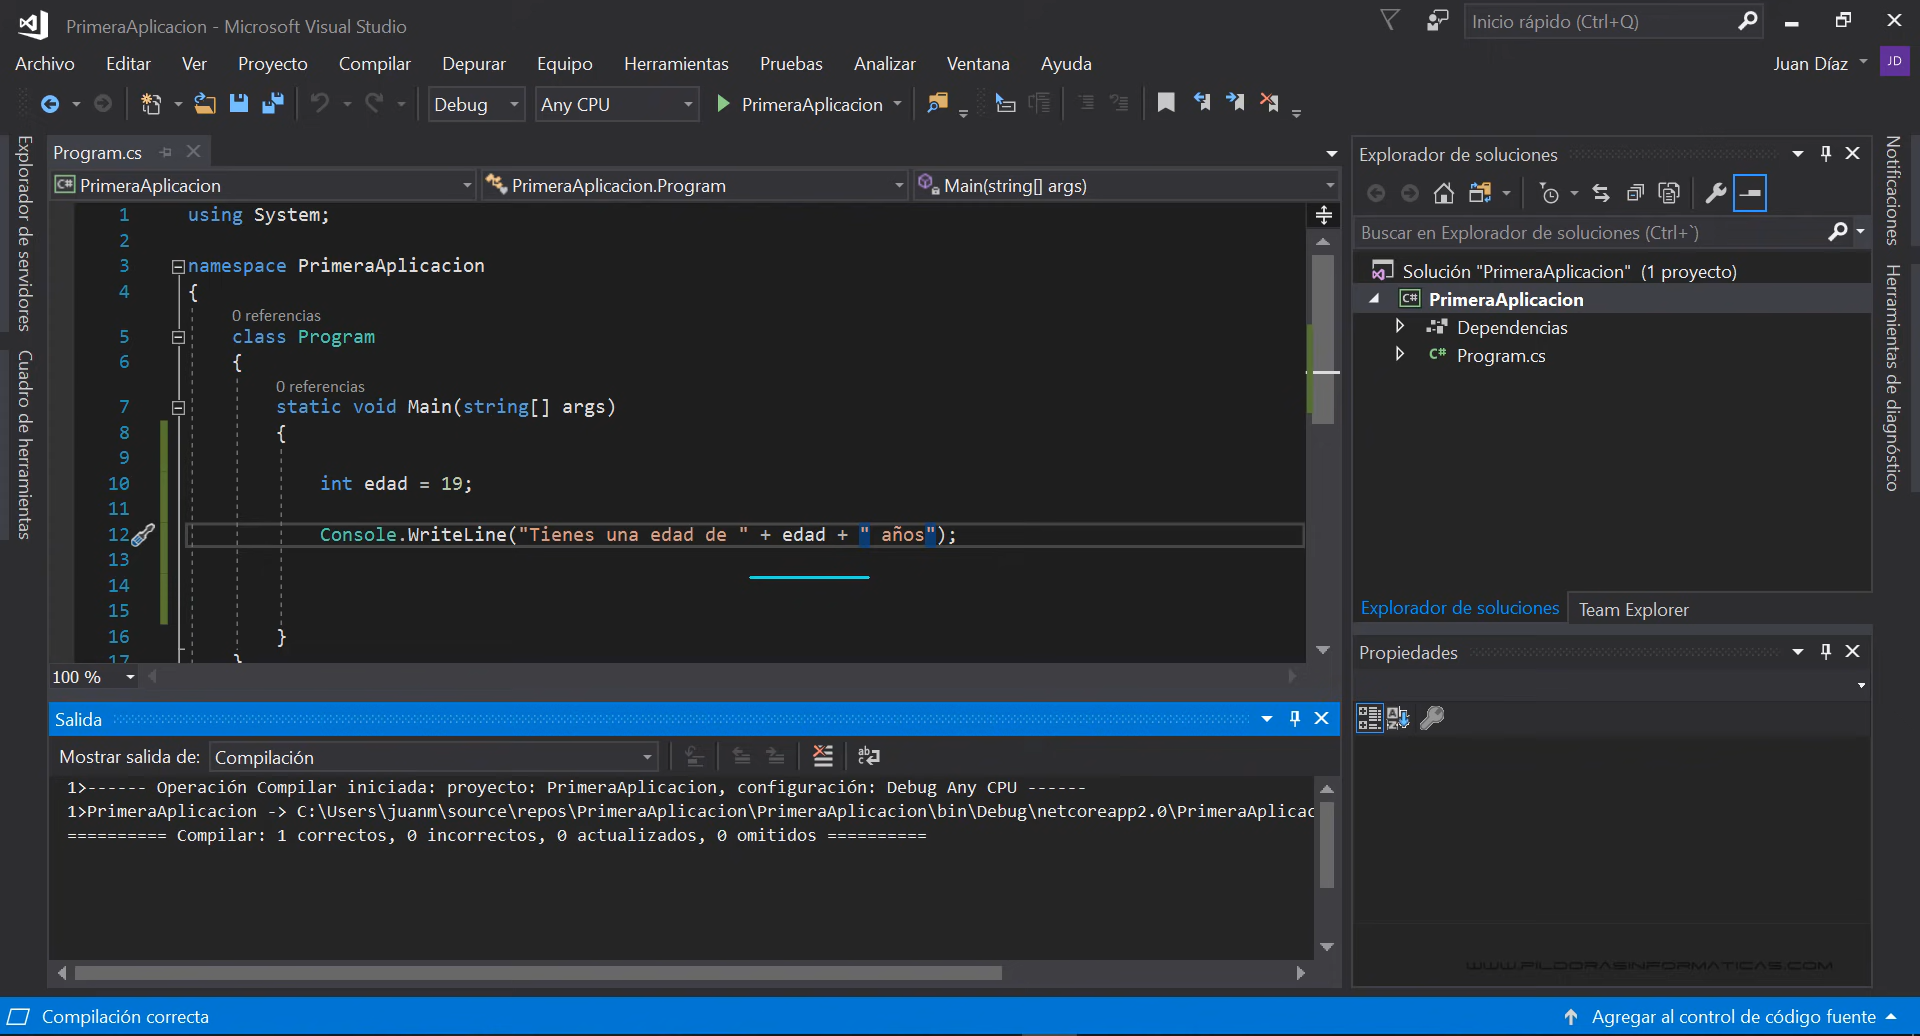 PrimeraAplicacion - Microsoft Visual Studio
Inicio rápido (Ctrl+Q)
Archivo Editar Ver Proyecto Compilar Depurar Equipo Herramientas Pruebas Analizar Ventana Ayuda
Juan Díaz JD
Debug Any CPU PrimeraAplicacion
Explorador de servidores
Cuadro de herramientas
Program.cs
C# PrimeraAplicacion PrimeraAplicacion.Program Main(string[] args)
1 using System;
2
3 namespace PrimeraAplicacion
4 {
0 referencias
5 class Program
6 {
0 referencias
7 static void Main(string[] args)
8 {
9
10 int edad = 19;
11
12 Console.WriteLine("Tienes una edad de " + edad + " años");
13
14
15
16 }
17 }
100 %
Salida
Mostrar salida de: Compilación
1>------ Operación Compilar iniciada: proyecto: PrimeraAplicacion, configuración: Debug Any CPU ------
1>PrimeraAplicacion -> C:\Users\juanm\source\repos\PrimeraAplicacion\PrimeraAplicacion\bin\Debug\netcoreapp2.0\PrimeraAplicac
========== Compilar: 1 correctos, 0 incorrectos, 0 actualizados, 0 omitidos ==========
Explorador de soluciones
Buscar en Explorador de soluciones (Ctrl+`)
Solución "PrimeraAplicacion" (1 proyecto)
C# PrimeraAplicacion
Dependencias
C# Program.cs
Explorador de soluciones Team Explorer
Propiedades
WWW.PILDORASINFORMATICAS.COM
Notificaciones
Herramientas de diagnóstico
Compilación correcta
Agregar al control de código fuente